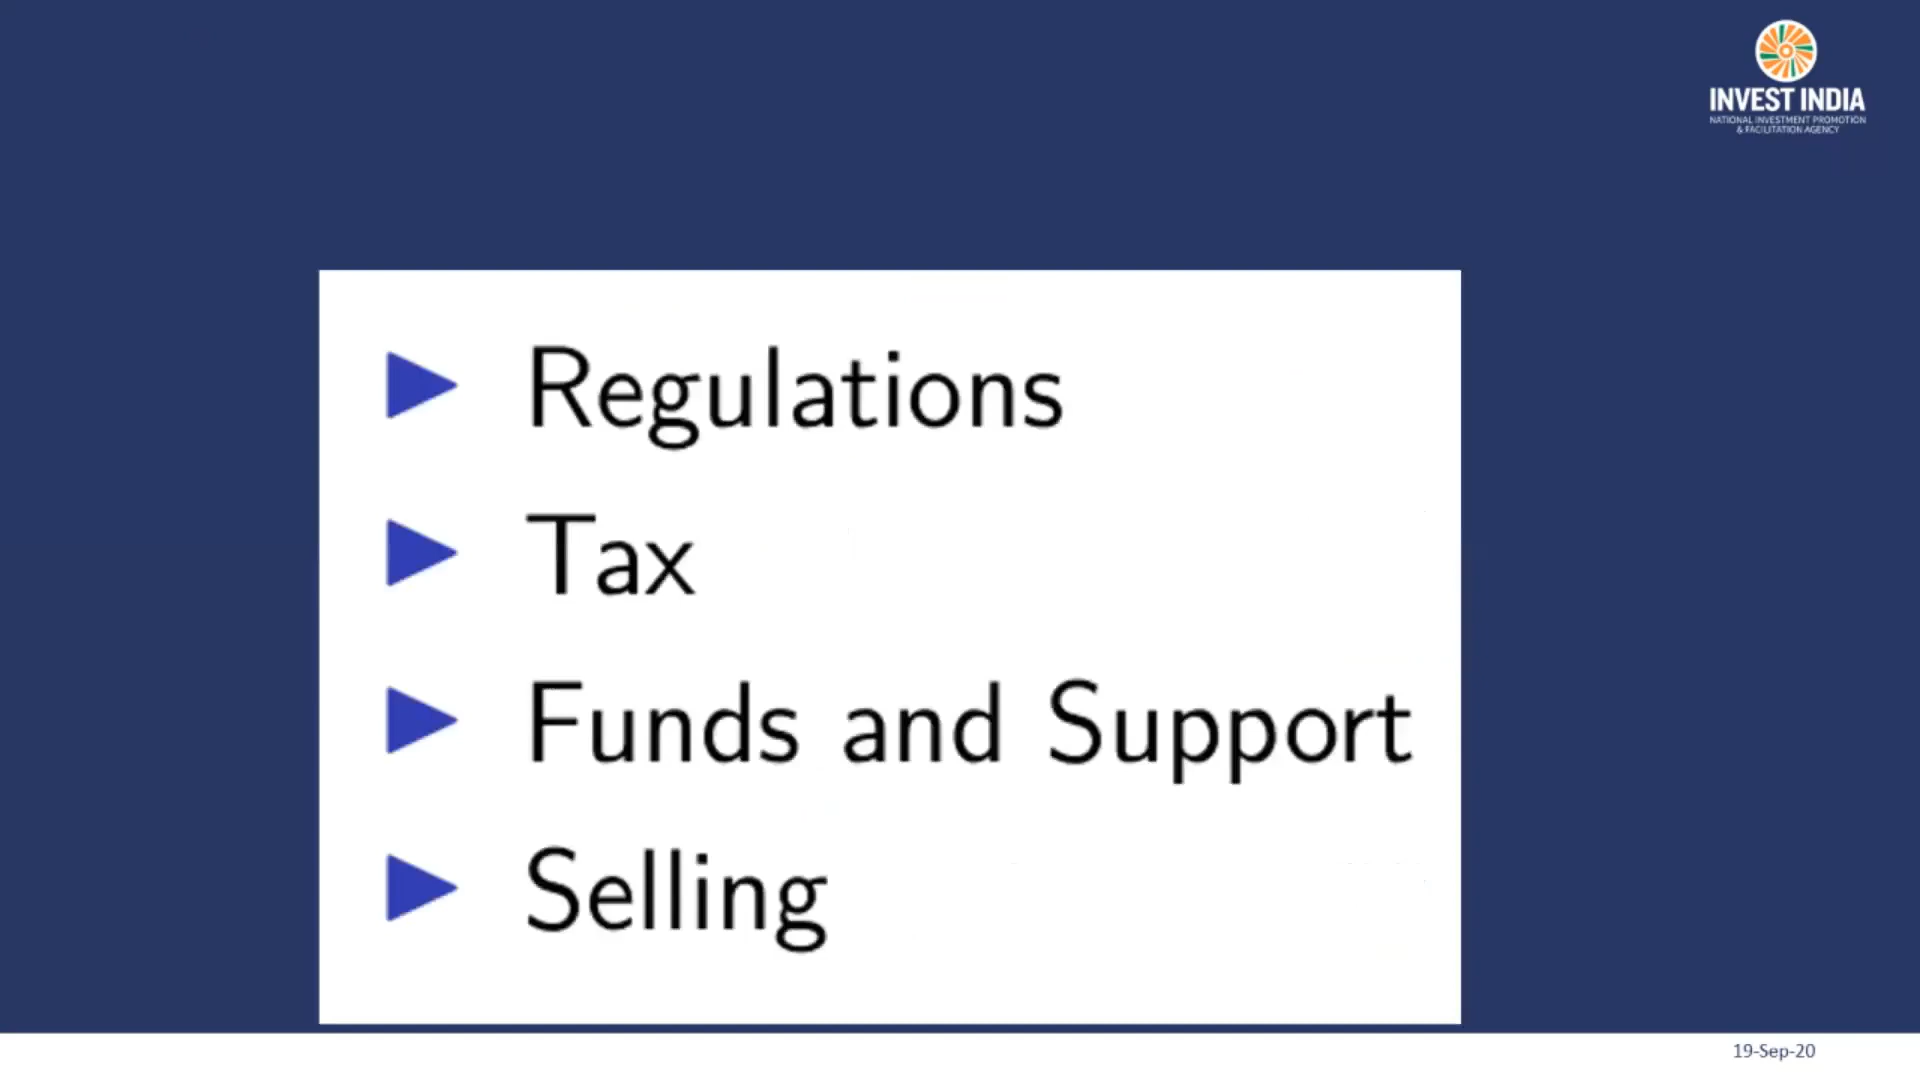 INVEST INDIA
NATIONAL INVESTMENT PROMOTION
& FACILITATION AGENCY
Regulations
Tax
Funds and Support
Selling
19-Sep-20